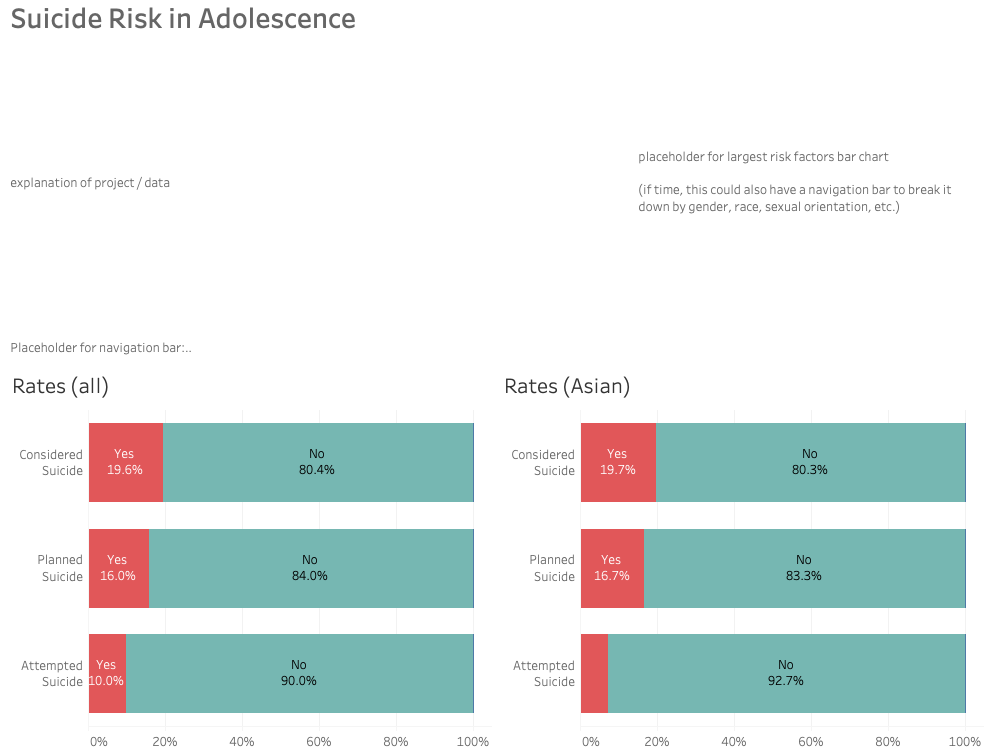 Suicide Risk in Adolescence
explanation of project / data
placeholder for largest risk factors bar chart
(if time, this could also have a navigation bar to break it
down by gender, race, sexual orientation, etc.)
Placeholder for navigation bar:..
Rates (all)
Considered
Suicide
Yes
19.6%
No
80.4%
Planned
Suicide
Yes
16.0%
No
84.0%
Attempted
Suicide
Yes
10.0%
No
90.0%
0% 20% 40% 60% 80% 100%
Rates (Asian)
Considered
Suicide
Yes
19.7%
No
80.3%
Planned
Suicide
Yes
16.7%
No
83.3%
Attempted
Suicide
No
92.7%
0% 20% 40% 60% 80% 100%